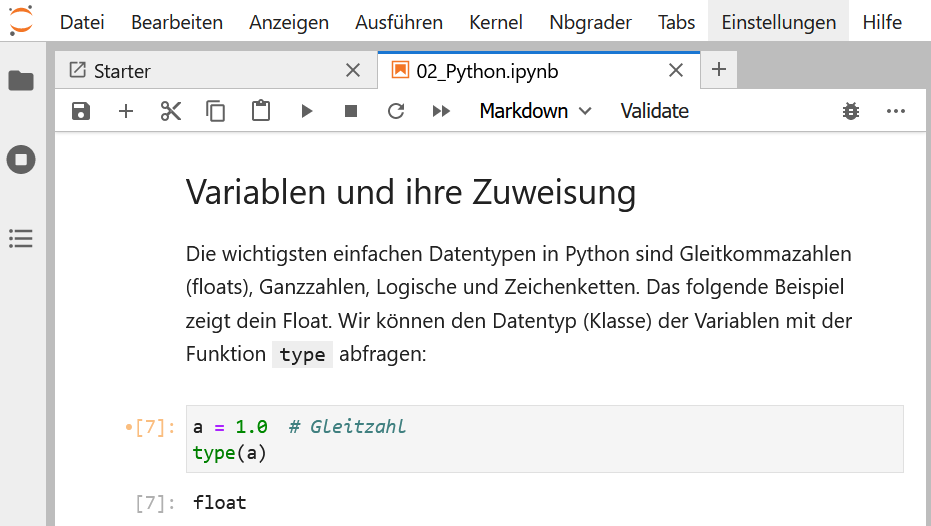 Datei Bearbeiten Anzeigen Ausführen Kernel Nbgrader Tabs Einstellungen Hilfe
Starter 02_Python.ipynb
Markdown Validate
Variablen und ihre Zuweisung
Die wichtigsten einfachen Datentypen in Python sind Gleitkommazahlen
(floats), Ganzzahlen, Logische und Zeichenketten. Das folgende Beispiel
zeigt dein Float. Wir können den Datentyp (Klasse) der Variablen mit der
Funktion type abfragen:
•[7]: a = 1.0  # Gleitzahl
type(a)
[7]: float